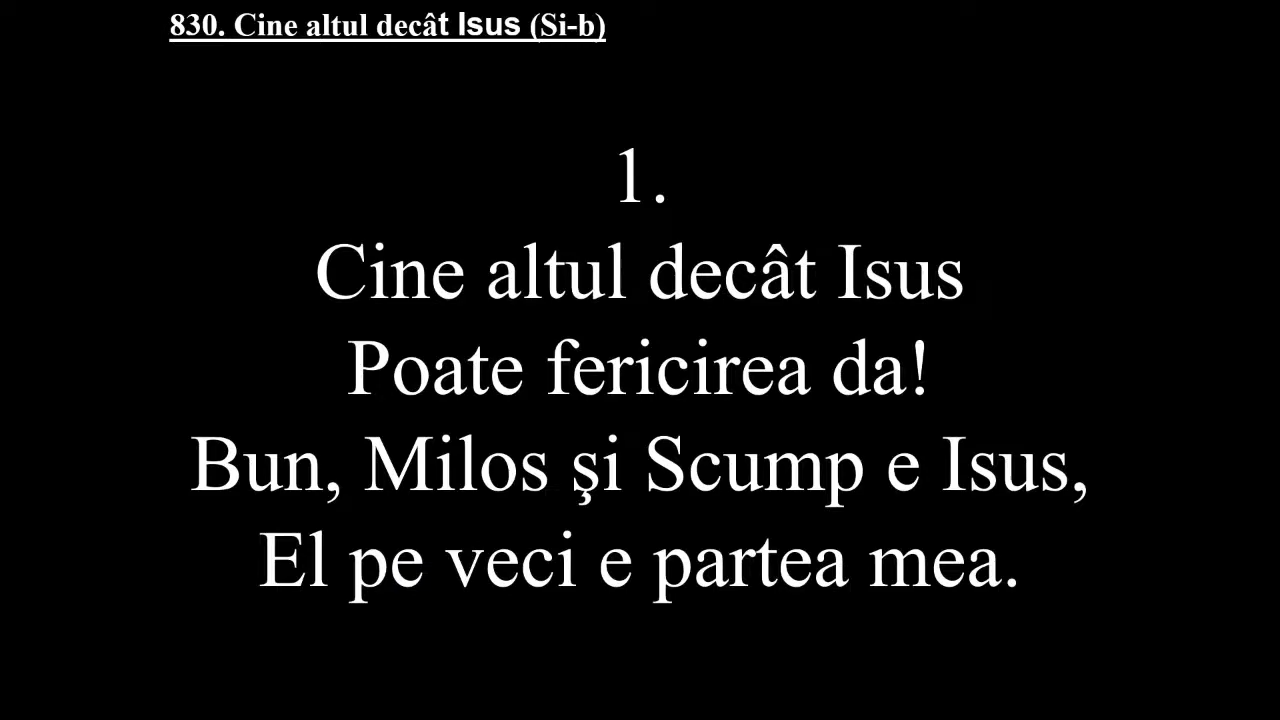 830. Cine altul decât Isus (Si-b)
1.
Cine altul decât Isus
Poate fericirea da!
Bun, Milos şi Scump e Isus,
El pe veci e partea mea.